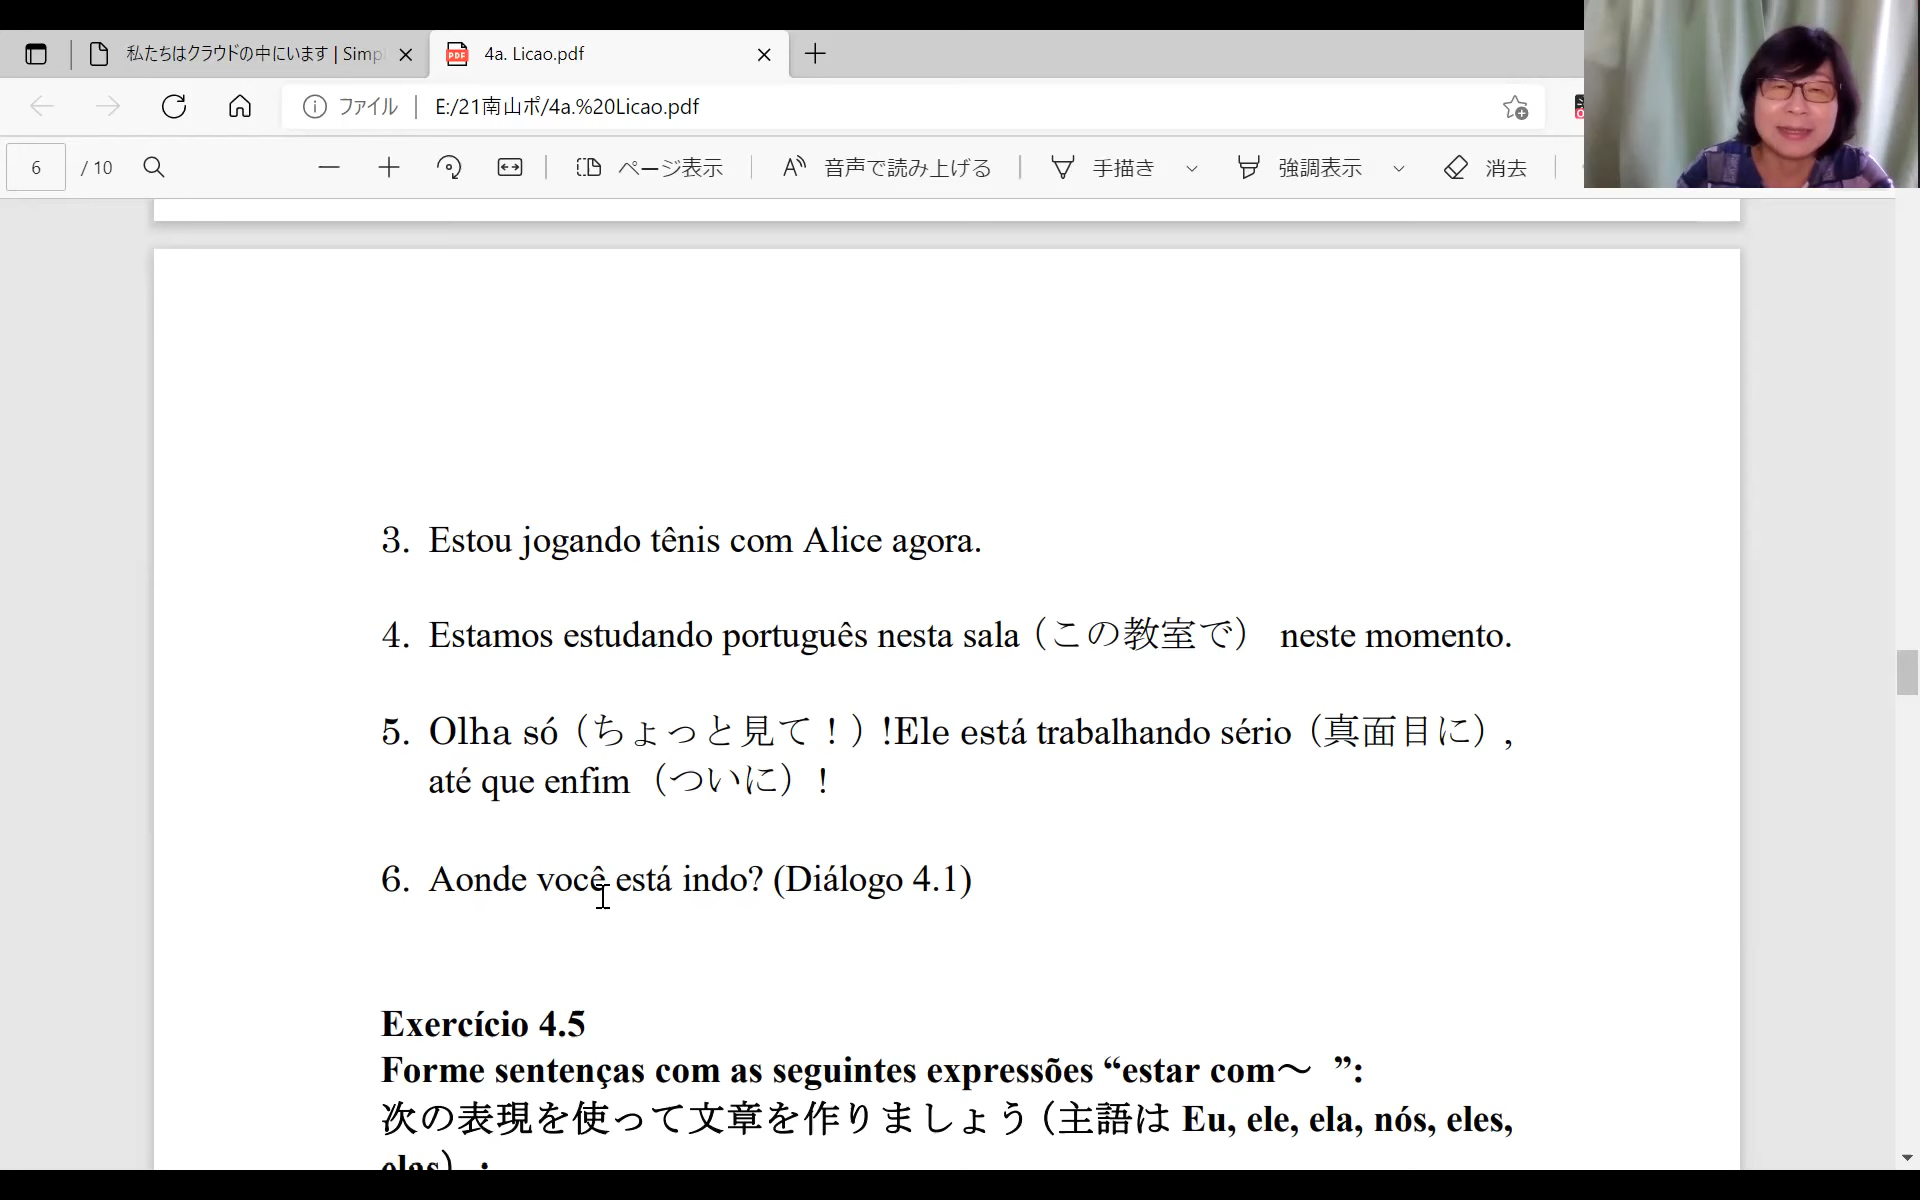 私たちはクラウドの中にいます | Simp
4a. Licao.pdf
ファイル
E:/21南山ポ/4a.%20Licao.pdf
6 / 10
ページ表示
音声で読み上げる
手描き
強調表示
消去
3. Estou jogando tênis com Alice agora.
4. Estamos estudando português nesta sala（この教室で） neste momento.
5. Olha só（ちょっと見て！）!Ele está trabalhando sério（真面目に）,
até que enfim（ついに）!
6. Aonde você está indo? (Diálogo 4.1)
Exercício 4.5
Forme sentenças com as seguintes expressões “estar com～ ”:
次の表現を使って文章を作りましょう（主語は Eu, ele, ela, nós, eles,
elas）: